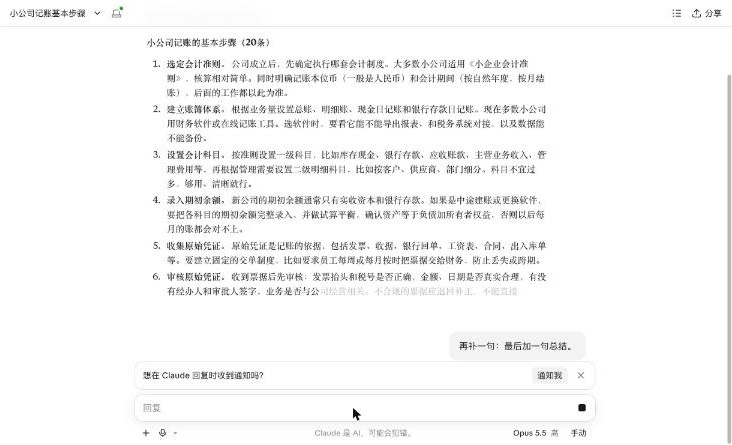 小公司记账基本步骤
分享
小公司记账的基本步骤（20条）
1. 选定会计准则。公司成立后，先确定执行哪套会计制度。大多数小公司适用《小企业会计准
则》，核算相对简单。同时明确记账本位币（一般是人民币）和会计期间（按自然年度、按月结
账），后面的工作都以此为准。
2. 建立账簿体系。根据业务量设置总账、明细账、现金日记账和银行存款日记账。现在多数小公司
用财务软件或在线记账工具。选软件时，要看它能不能导出报表、和税务系统对接，以及数据能
不能备份。
3. 设置会计科目。按准则设置一级科目，比如库存现金、银行存款、应收账款、主营业务收入、管
理费用等，再根据管理需要设置二级明细科目，比如按客户、供应商、部门细分。科目不宜过
多，够用、清晰就行。
4. 录入期初余额。新公司的期初余额通常只有实收资本和银行存款。如果是中途建账或更换软件，
要把各科目的期初余额完整录入，并做试算平衡，确认资产等于负债加所有者权益，否则以后每
月的账都会对不上。
5. 收集原始凭证。原始凭证是记账的依据，包括发票、收据、银行回单、工资表、合同、出入库单
等。要建立固定的交单制度，比如要求员工每周或每月按时把票据交给财务，防止丢失或跨期。
6. 审核原始凭证。收到票据后先审核：发票抬头和税号是否正确，金额、日期是否真实合理，有没
有经办人和审批人签字，业务是否与公司经营相关。不合规的票据应退回补正，不能直接
再补一句：最后加一句总结。
想在 Claude 回复时收到通知吗?
通知我
回复
Claude 是 AI，可能会犯错。
Opus 5.5 高
手动